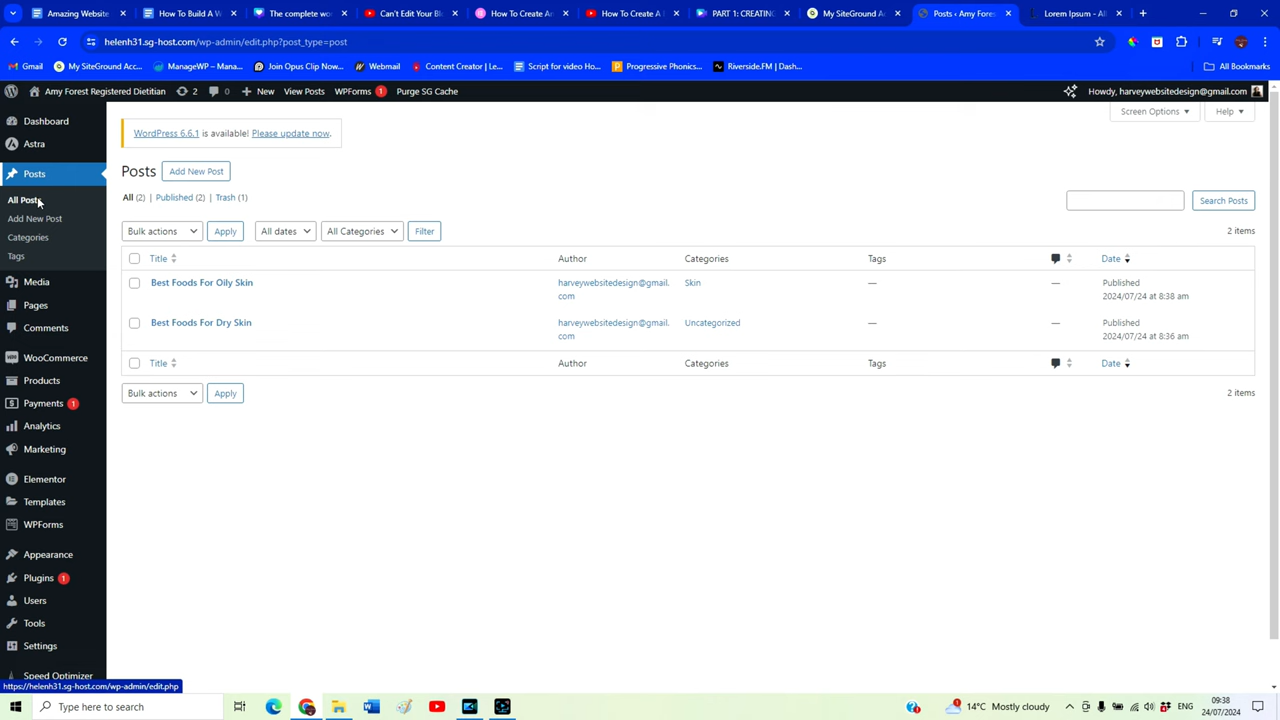 Amazing Website
How To Build A W
The complete wo
Can't Edit Your Bl
How To Create An
How To Create A
PART 1: CREATING
My SiteGround Ac
Posts ‹ Amy Fores
Lorem Ipsum - All
helenh31.sg-host.com/wp-admin/edit.php?post_type=post
Gmail
My SiteGround Acc...
ManageWP – Mana...
Join Opus Clip Now...
Webmail
Content Creator | Le...
Script for video Ho...
Progressive Phonics...
Riverside.FM | Dash...
All Bookmarks
Amy Forest Registered Dietitian
2
0
New
View Posts
WPForms 1
Purge SG Cache
Howdy, harveywebsitedesign@gmail.com
Dashboard
Astra
Posts
All Posts
Add New Post
Categories
Tags
Media
Pages
Comments
WooCommerce
Products
Payments 1
Analytics
Marketing
Elementor
Templates
WPForms
Appearance
Plugins 1
Users
Tools
Settings
Speed Optimizer
Screen Options
Help
WordPress 6.6.1 is available! Please update now.
Posts
Add New Post
All (2) | Published (2) | Trash (1)
Search Posts
Bulk actions
Apply
All dates
All Categories
Filter
2 items
Title
Author
Categories
Tags
Date
Best Foods For Oily Skin
harveywebsitedesign@gmail.
com
Skin
—
—
Published
2024/07/24 at 8:38 am
Best Foods For Dry Skin
harveywebsitedesign@gmail.
com
Uncategorized
—
—
Published
2024/07/24 at 8:36 am
Title
Author
Categories
Tags
Date
Bulk actions
Apply
2 items
https://helenh31.sg-host.com/wp-admin/edit.php
Type here to search
14°C Mostly cloudy
ENG
09:38
24/07/2024